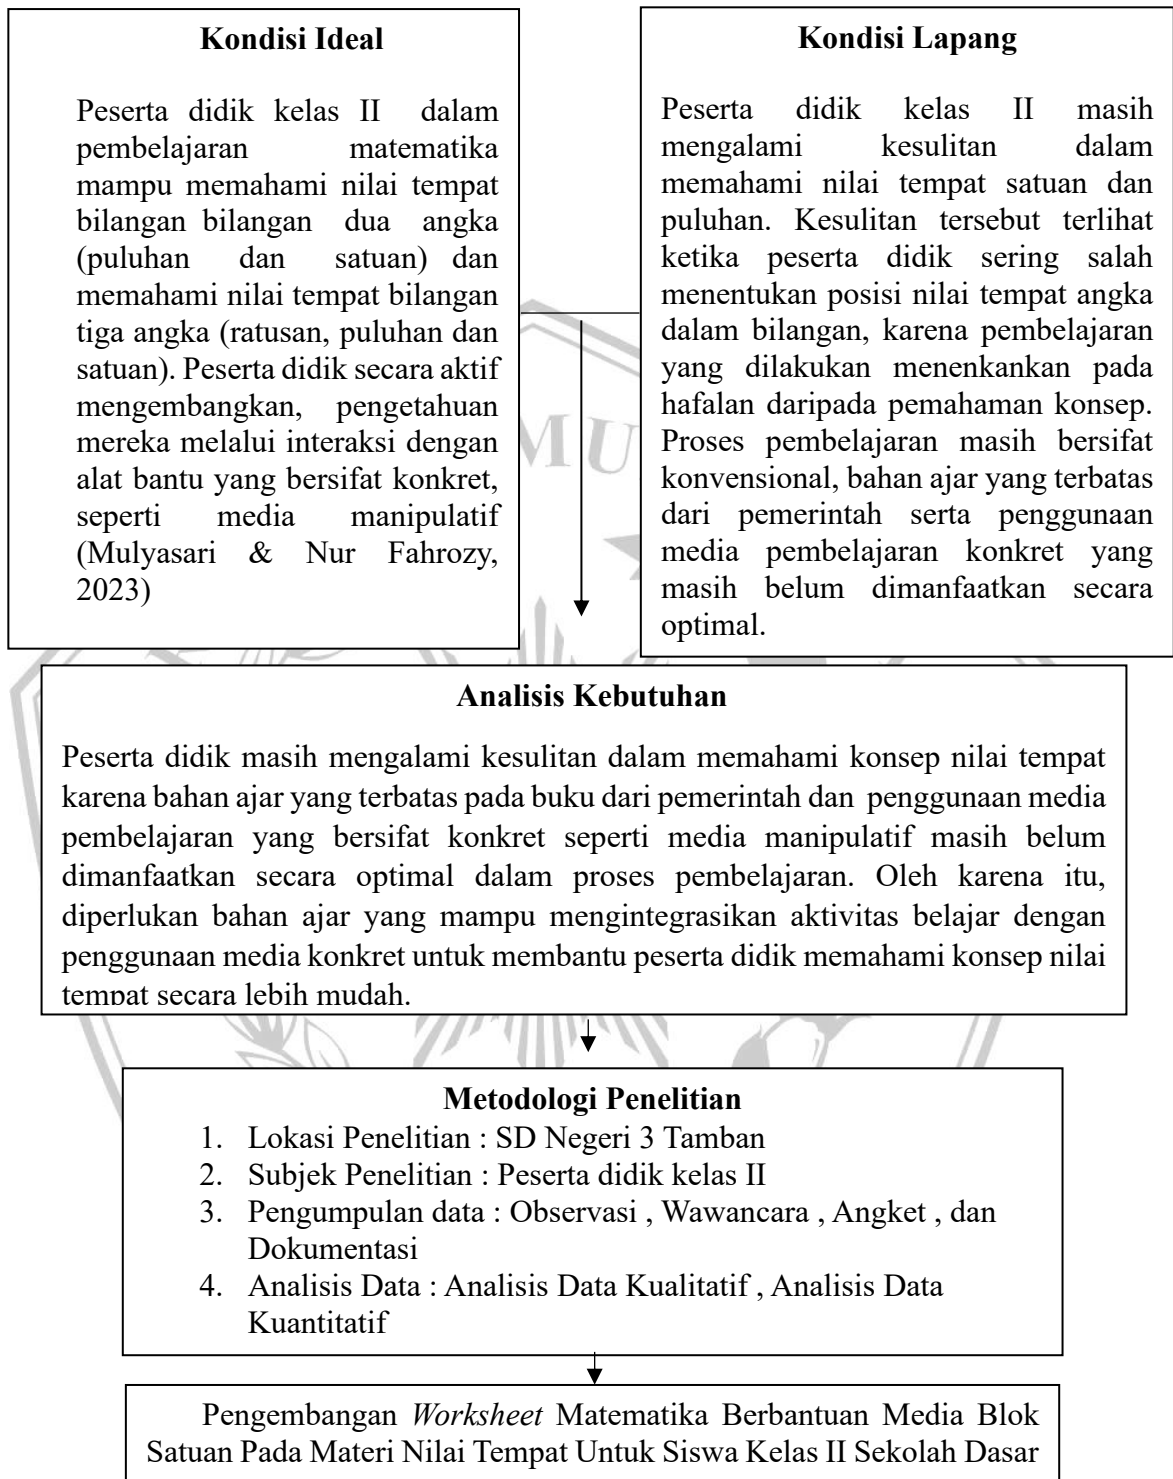 Kondisi Ideal
Peserta didik kelas II dalam
pembelajaran matematika
mampu memahami nilai tempat
bilangan bilangan dua angka
(puluhan dan satuan) dan
memahami nilai tempat bilangan
tiga angka (ratusan, puluhan dan
satuan). Peserta didik secara aktif
mengembangkan, pengetahuan
mereka melalui interaksi dengan
alat bantu yang bersifat konkret,
seperti media manipulatif
(Mulyasari & Nur Fahrozy,
2023)
Kondisi Lapang
Peserta didik kelas II masih
mengalami kesulitan dalam
memahami nilai tempat satuan dan
puluhan. Kesulitan tersebut terlihat
ketika peserta didik sering salah
menentukan posisi nilai tempat angka
dalam bilangan, karena pembelajaran
yang dilakukan menenkankan pada
hafalan daripada pemahaman konsep.
Proses pembelajaran masih bersifat
konvensional, bahan ajar yang terbatas
dari pemerintah serta penggunaan
media pembelajaran konkret yang
masih belum dimanfaatkan secara
optimal.
MU
Analisis Kebutuhan
Peserta didik masih mengalami kesulitan dalam memahami konsep nilai tempat
karena bahan ajar yang terbatas pada buku dari pemerintah dan penggunaan media
pembelajaran yang bersifat konkret seperti media manipulatif masih belum
dimanfaatkan secara optimal dalam proses pembelajaran. Oleh karena itu,
diperlukan bahan ajar yang mampu mengintegrasikan aktivitas belajar dengan
penggunaan media konkret untuk membantu peserta didik memahami konsep nilai
tempat secara lebih mudah.
Metodologi Penelitian
1. Lokasi Penelitian : SD Negeri 3 Tamban
2. Subjek Penelitian : Peserta didik kelas II
3. Pengumpulan data : Observasi , Wawancara , Angket , dan
Dokumentasi
4. Analisis Data : Analisis Data Kualitatif , Analisis Data
Kuantitatif
Pengembangan Worksheet Matematika Berbantuan Media Blok
Satuan Pada Materi Nilai Tempat Untuk Siswa Kelas II Sekolah Dasar